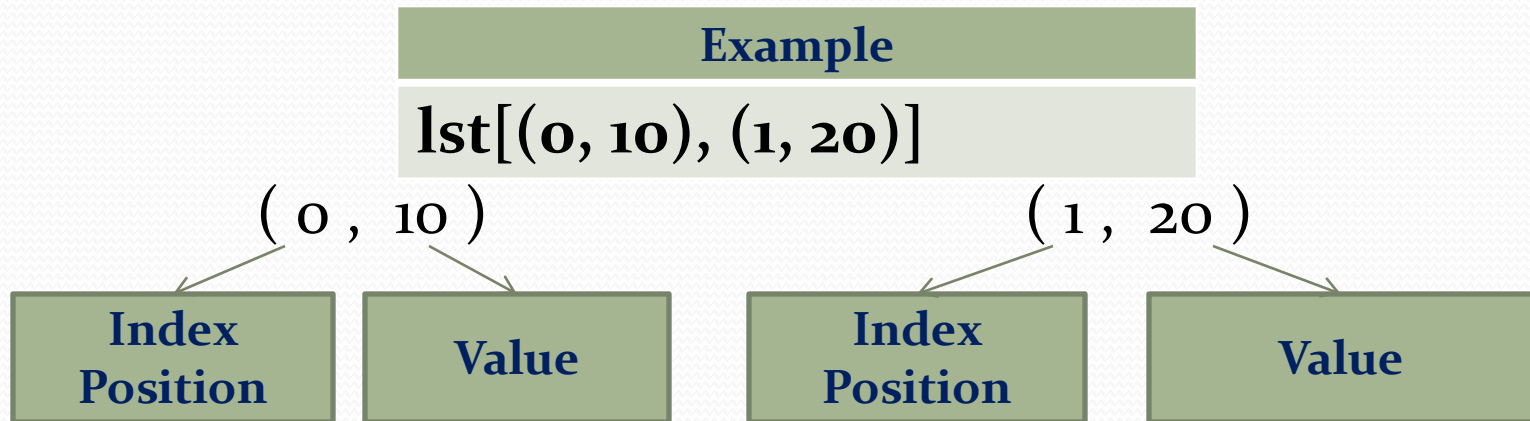 Example
lst[(0, 10), (1, 20)]
( 0 , 10 ) ( 1 , 20 )
Index Position
Value
Index Position
Value